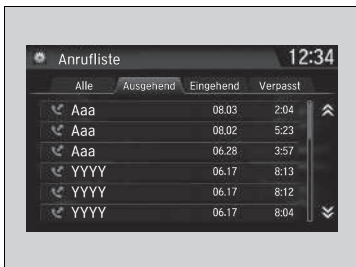 Anrufliste 12:34
Alle Ausgehend Eingehend Verpasst
Aaa 08.03 2:04
Aaa 08.02 5:23
Aaa 06.28 3:57
YYYY 06.17 8:13
YYYY 06.17 8:12
YYYY 06.17 8:04